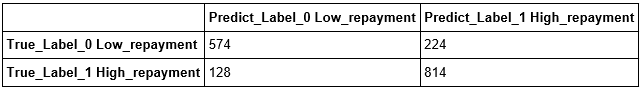 Predict_Label_0 Low_repayment Predict_Label_1 High_repayment
True_Label_0 Low_repayment 574 224
True_Label_1 High_repayment 128 814